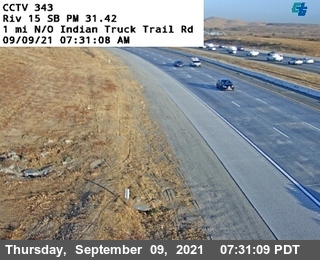 CCTV 343
Riv 15 SB PM 31.42
1 mi N/O Indian Truck Trail Rd
09/09/21 07:31:08 AM
Thursday, September 09, 2021 07:31:09 PDT